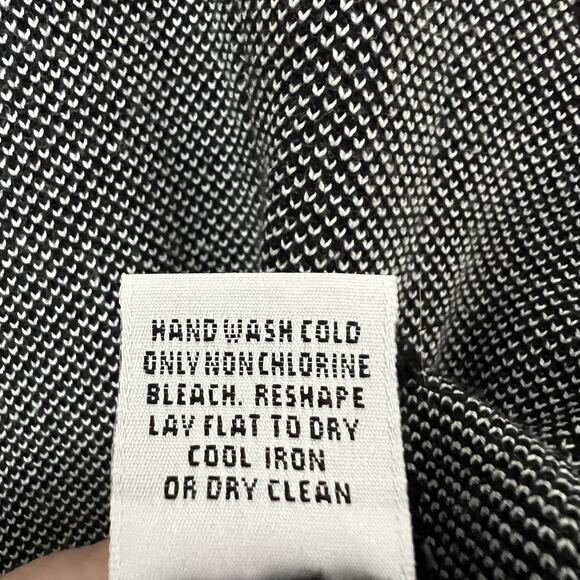 HAND WASH COLD
ONLY NON CHLORINE
BLEACH. RESHAPE
LAY FLAT TO DRY
COOL IRON
OR DRY CLEAN